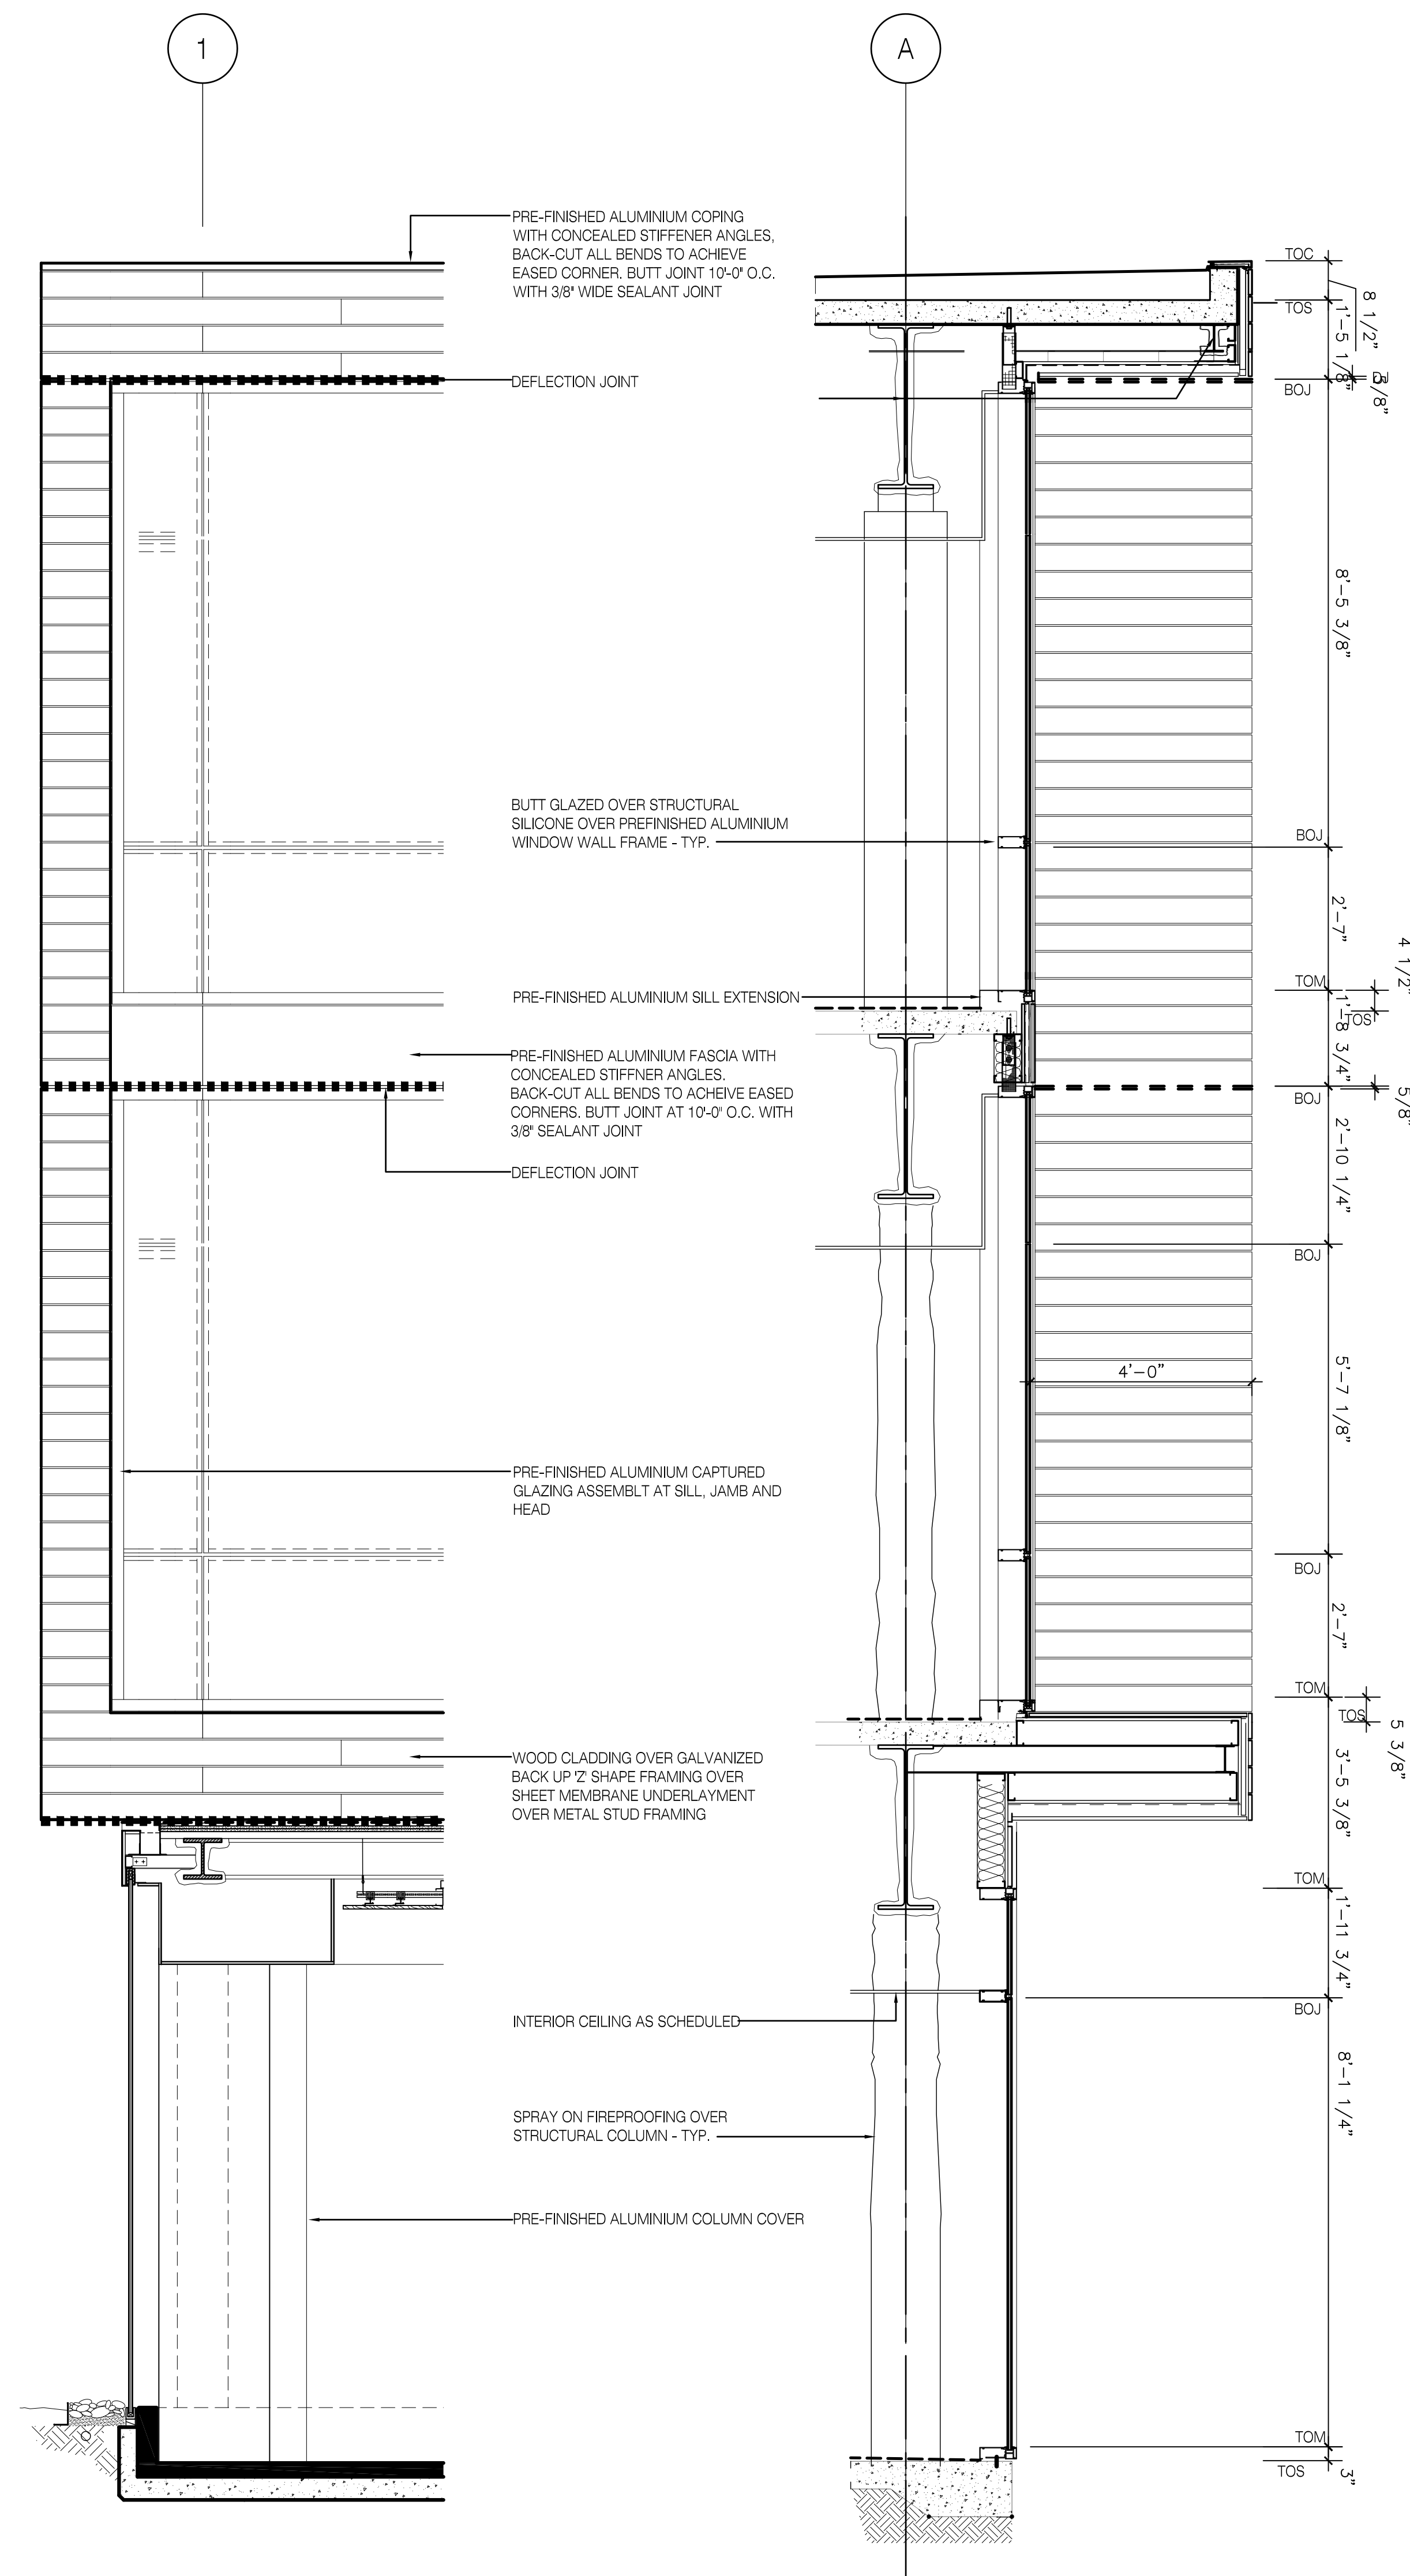 1
A
PRE-FINISHED ALUMINIUM COPING
WITH CONCEALED STIFFENER ANGLES,
BACK-CUT ALL BENDS TO ACHIEVE
EASED CORNER. BUTT JOINT 10'-0" O.C.
WITH 3/8" WIDE SEALANT JOINT
DEFLECTION JOINT
BUTT GLAZED OVER STRUCTURAL
SILICONE OVER PREFINISHED ALUMINIUM
WINDOW WALL FRAME - TYP.
PRE-FINISHED ALUMINIUM SILL EXTENSION
PRE-FINISHED ALUMINIUM FASCIA WITH
CONCEALED STIFFNER ANGLES.
BACK-CUT ALL BENDS TO ACHEIVE EASED
CORNERS. BUTT JOINT AT 10'-0" O.C. WITH
3/8" SEALANT JOINT
DEFLECTION JOINT
PRE-FINISHED ALUMINIUM CAPTURED
GLAZING ASSEMBLT AT SILL, JAMB AND
HEAD
WOOD CLADDING OVER GALVANIZED
BACK UP 'Z' SHAPE FRAMING OVER
SHEET MEMBRANE UNDERLAYMENT
OVER METAL STUD FRAMING
INTERIOR CEILING AS SCHEDULED
SPRAY ON FIREPROOFING OVER
STRUCTURAL COLUMN - TYP.
PRE-FINISHED ALUMINIUM COLUMN COVER
TOC
8 1/2"
TOS
1'-5 1/8"
5/8"
BOJ
8'-5 3/8"
BOJ
2'-7"
4 1/2"
TOM
TOS
1'-8 3/4"
5/8"
BOJ
2'-10 1/4"
BOJ
4'-0"
5'-7 1/8"
BOJ
2'-7"
TOM
TOS
5 3/8"
3'-5 3/8"
TOM
1'-11 3/4"
BOJ
8'-1 1/4"
TOM
TOS
3"